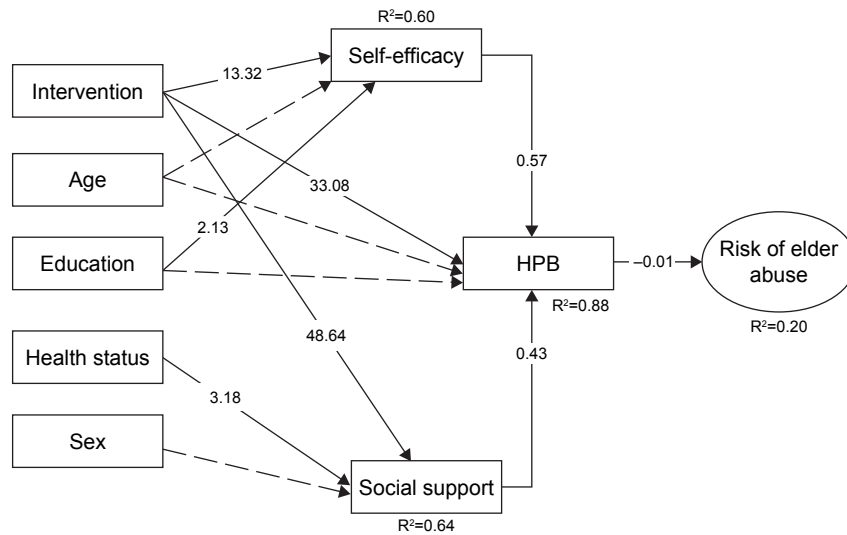 R²=0.60
Self-efficacy
Intervention
13.32
Age
0.57
33.08
2.13
Education
HPB
–0.01
Risk of elder
abuse
R²=0.88
R²=0.20
Health status
48.64
0.43
3.18
Sex
Social support
R²=0.64